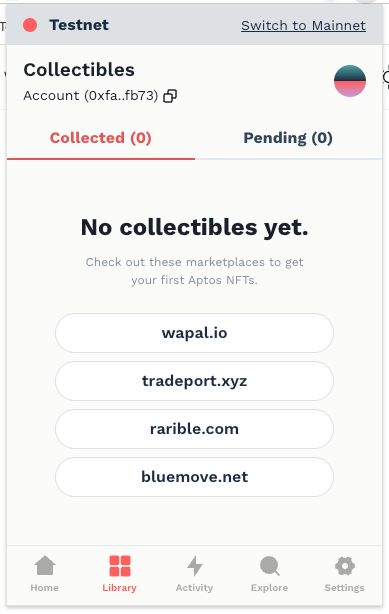 Testnet
Switch to Mainnet
Collectibles
Account (0xfa..fb73)
Collected (0)
Pending (0)
No collectibles yet.
Check out these marketplaces to get
your first Aptos NFTs.
wapal.io
tradeport.xyz
rarible.com
bluemove.net
Home
Library
Activity
Explore
Settings